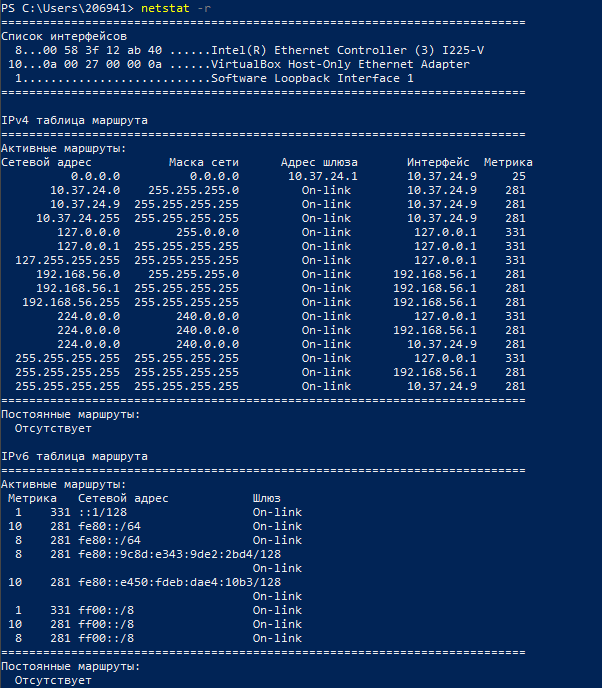 PS C:\Users\206941> netstat -r
===========================================================================
Список интерфейсов
  8...00 58 3f 12 ab 40 ......Intel(R) Ethernet Controller (3) I225-V
 10...0a 00 27 00 00 0a ......VirtualBox Host-Only Ethernet Adapter
  1...........................Software Loopback Interface 1
===========================================================================
IPv4 таблица маршрута
===========================================================================
Активные маршруты:
Сетевой адрес           Маска сети      Адрес шлюза       Интерфейс  Метрика
          0.0.0.0          0.0.0.0       10.37.24.1       10.37.24.9     25
       10.37.24.0    255.255.255.0         On-link        10.37.24.9    281
       10.37.24.9  255.255.255.255         On-link        10.37.24.9    281
     10.37.24.255  255.255.255.255         On-link        10.37.24.9    281
        127.0.0.0        255.0.0.0         On-link         127.0.0.1    331
        127.0.0.1  255.255.255.255         On-link         127.0.0.1    331
  127.255.255.255  255.255.255.255         On-link         127.0.0.1    331
     192.168.56.0    255.255.255.0         On-link      192.168.56.1    281
     192.168.56.1  255.255.255.255         On-link      192.168.56.1    281
   192.168.56.255  255.255.255.255         On-link      192.168.56.1    281
        224.0.0.0        240.0.0.0         On-link         127.0.0.1    331
        224.0.0.0        240.0.0.0         On-link      192.168.56.1    281
        224.0.0.0        240.0.0.0         On-link        10.37.24.9    281
  255.255.255.255  255.255.255.255         On-link         127.0.0.1    331
  255.255.255.255  255.255.255.255         On-link      192.168.56.1    281
  255.255.255.255  255.255.255.255         On-link        10.37.24.9    281
===========================================================================
Постоянные маршруты:
  Отсутствует
IPv6 таблица маршрута
===========================================================================
Активные маршруты:
 Метрика   Сетевой адрес            Шлюз
  1    331 ::1/128                  On-link
 10    281 fe80::/64                On-link
  8    281 fe80::/64                On-link
  8    281 fe80::9c8d:e343:9de2:2bd4/128
                                    On-link
 10    281 fe80::e450:fdeb:dae4:10b3/128
                                    On-link
  1    331 ff00::/8                 On-link
 10    281 ff00::/8                 On-link
  8    281 ff00::/8                 On-link
===========================================================================
Постоянные маршруты:
  Отсутствует